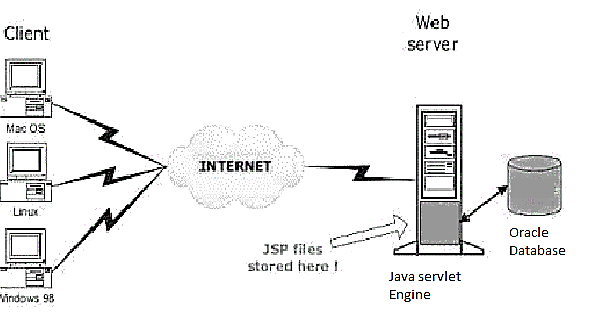 Client
Web
server
Mac OS
Linux
Windows 98
INTERNET
JSP files
stored here !
Java servlet
Engine
Oracle
Database